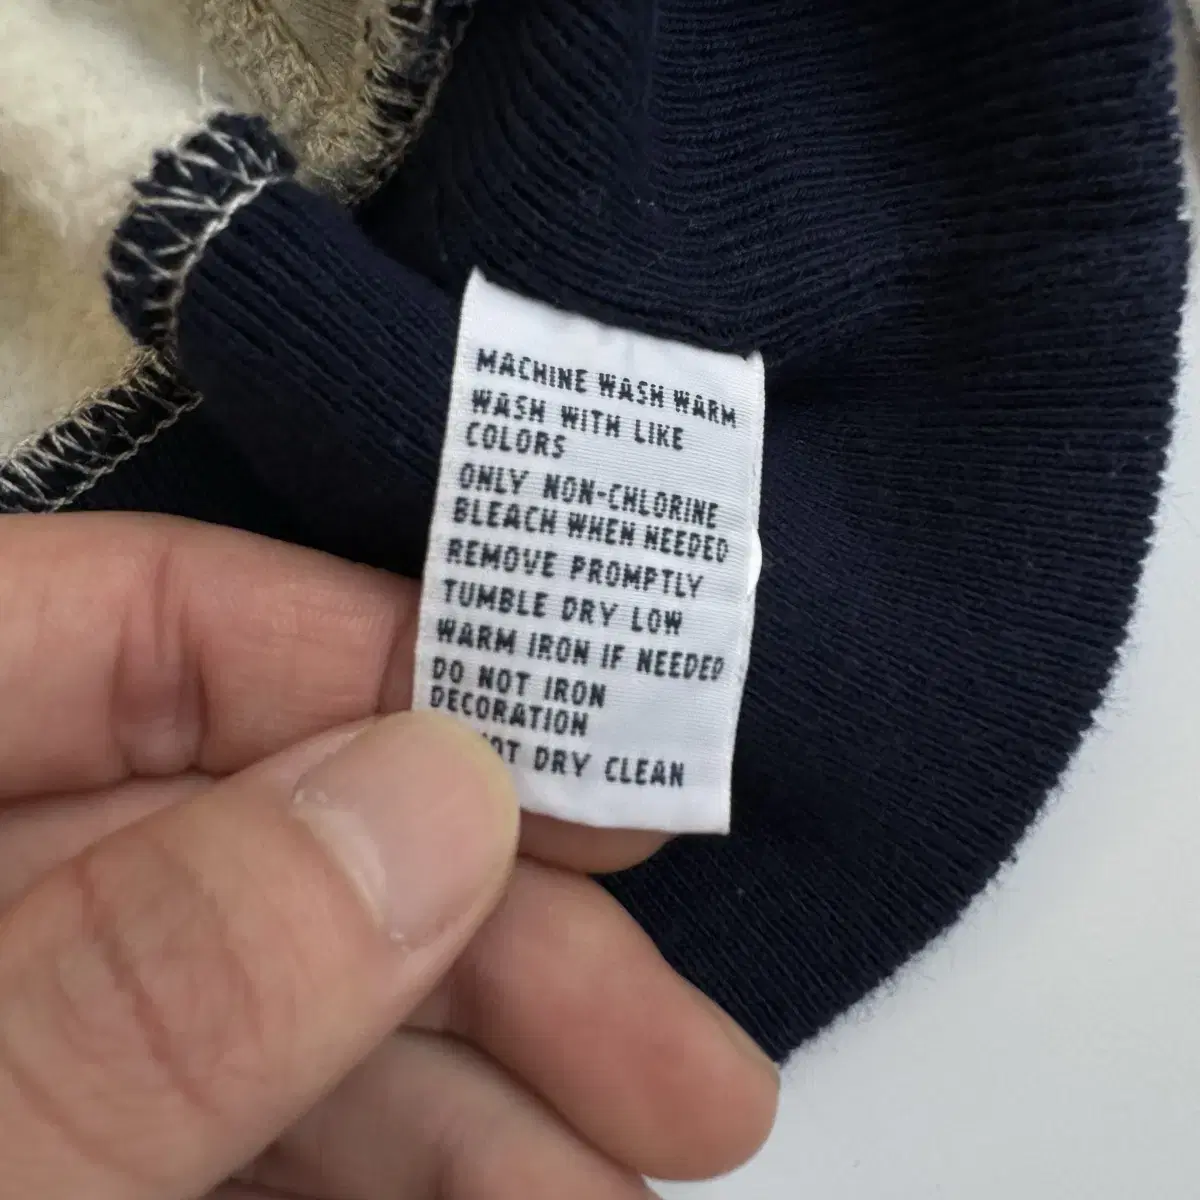 MACHINE WASH WARM
WASH WITH LIKE
COLORS
ONLY NON-CHLORINE
BLEACH WHEN NEEDED
REMOVE PROMPTLY
TUMBLE DRY LOW
WARM IRON IF NEEDED
DO NOT IRON
DECORATION
DRY CLEAN